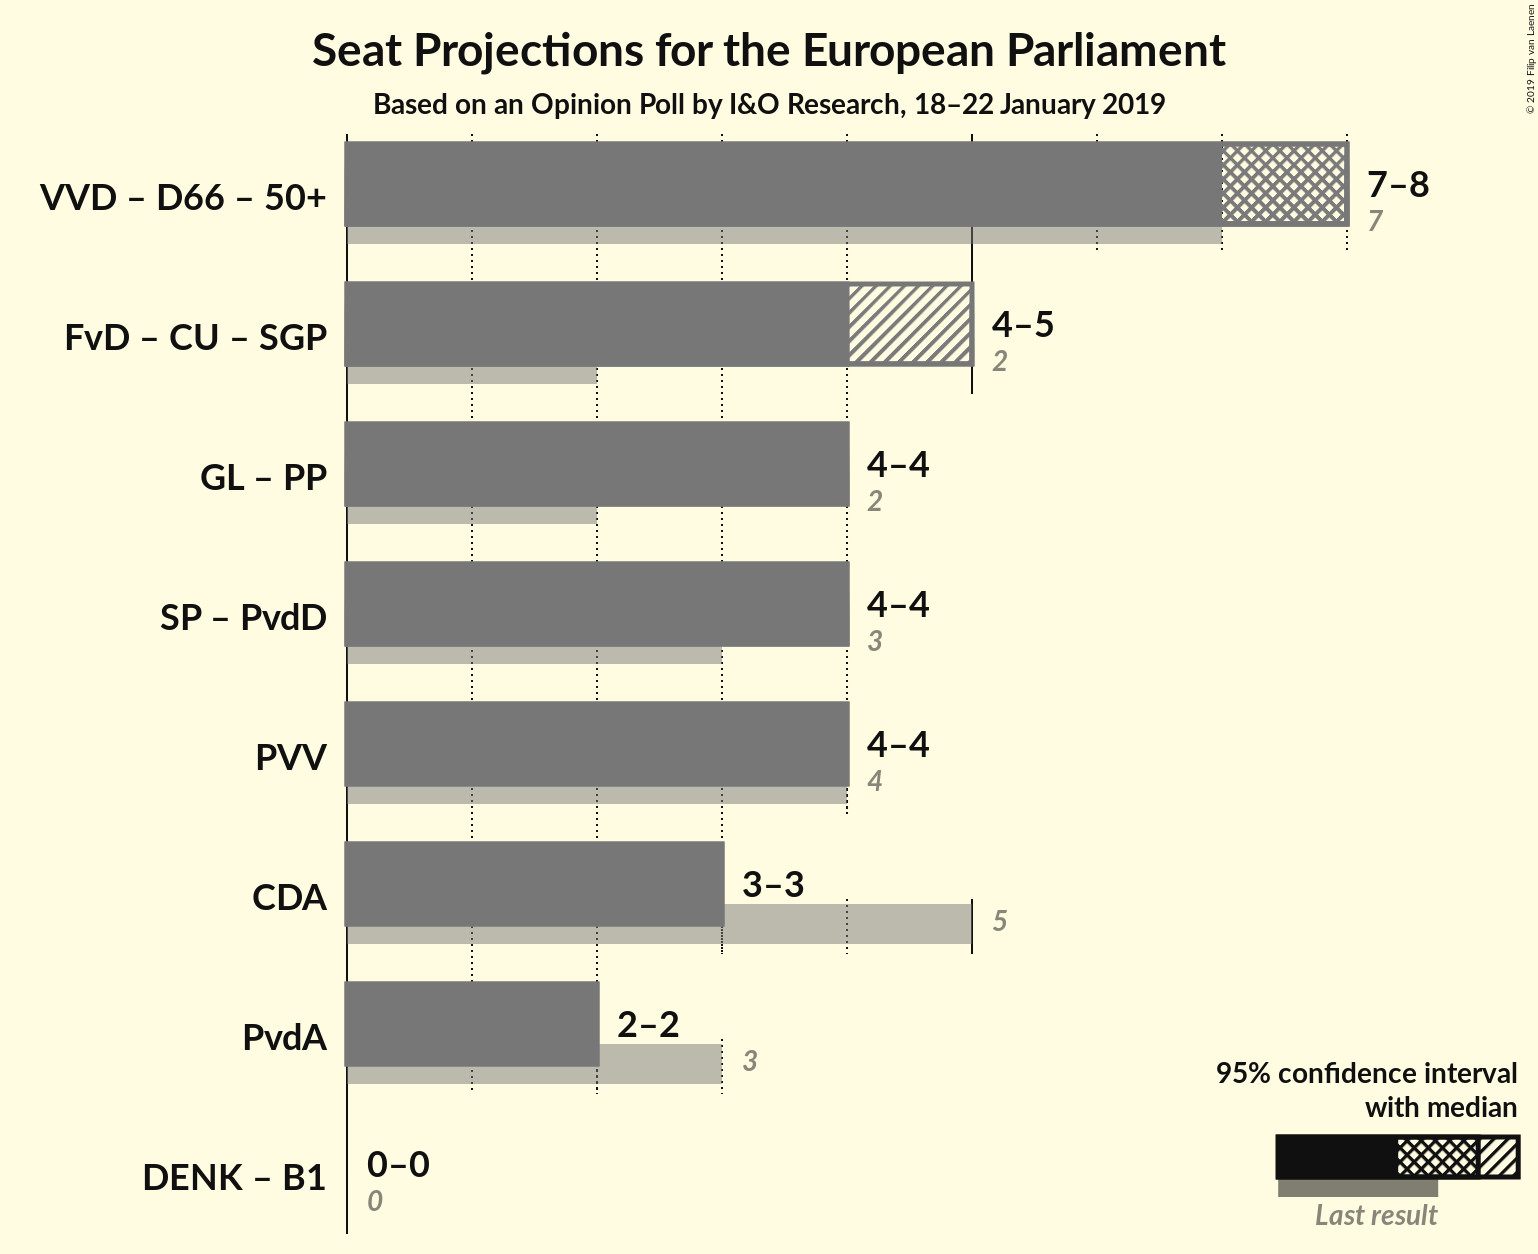 Seat Projections for the European Parliament
Based on an Opinion Poll by I&O Research, 18–22 January 2019
© 2019 Filip van Laenen
VVD – D66 – 50+
7–8
7
FvD – CU – SGP
4–5
2
GL – PP
4–4
2
SP – PvdD
4–4
3
PVV
4–4
4
CDA
3–3
5
PvdA
2–2
3
DENK – B1
0–0
0
95% confidence interval
with median
Last result